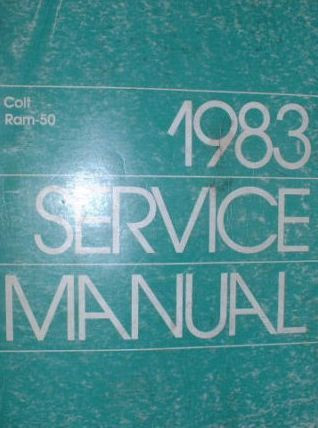 Colt
Ram-50
1983
SERVICE
MANUAL